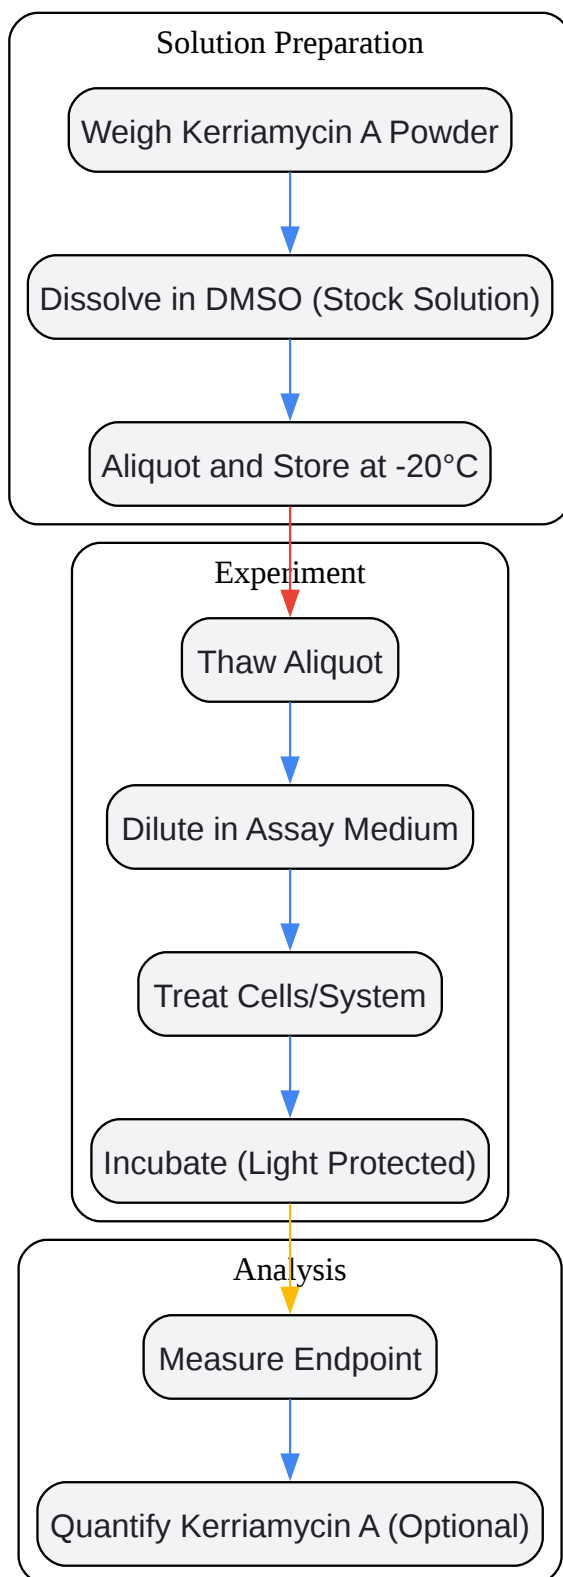 Solution Preparation
Weigh Kerriamycin A Powder
Dissolve in DMSO (Stock Solution)
Aliquot and Store at -20°C
Experiment
Thaw Aliquot
Dilute in Assay Medium
Treat Cells/System
Incubate (Light Protected)
Analysis
Measure Endpoint
Quantify Kerriamycin A (Optional)